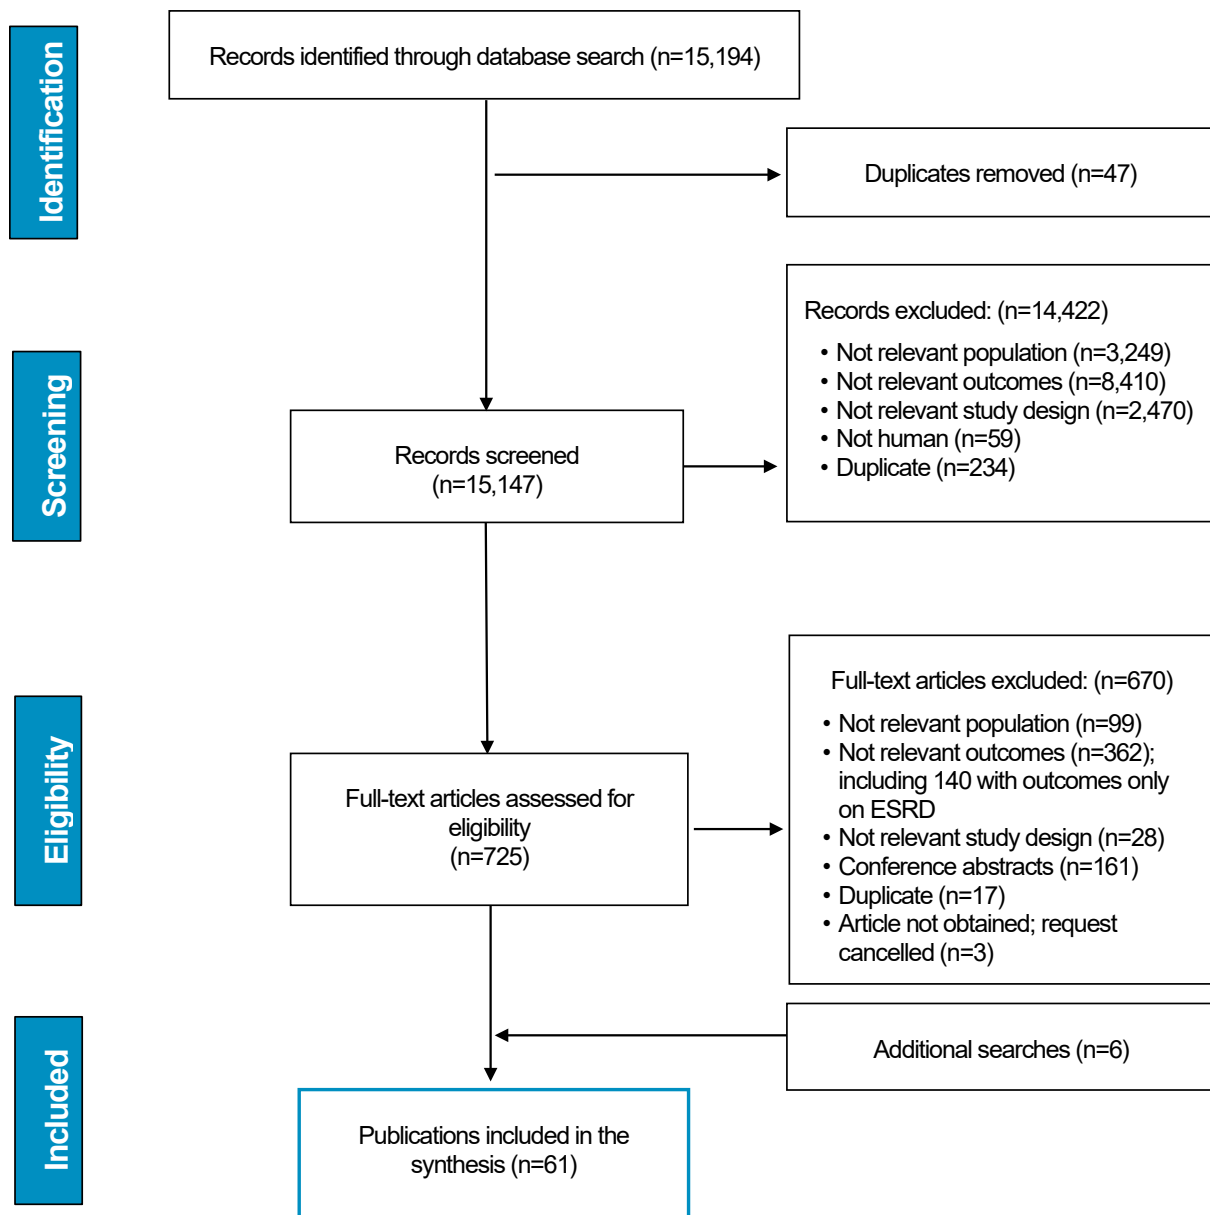 Identification
Records identified through database search (n=15,194)
Duplicates removed (n=47)
Screening
Records excluded: (n=14,422)
• Not relevant population (n=3,249)
• Not relevant outcomes (n=8,410)
• Not relevant study design (n=2,470)
• Not human (n=59)
• Duplicate (n=234)
Records screened
(n=15,147)
Eligibility
Full-text articles assessed for
eligibility
(n=725)
Full-text articles excluded: (n=670)
• Not relevant population (n=99)
• Not relevant outcomes (n=362);
including 140 with outcomes only
on ESRD
• Not relevant study design (n=28)
• Conference abstracts (n=161)
• Duplicate (n=17)
• Article not obtained; request
cancelled (n=3)
Included
Additional searches (n=6)
Publications included in the
synthesis (n=61)